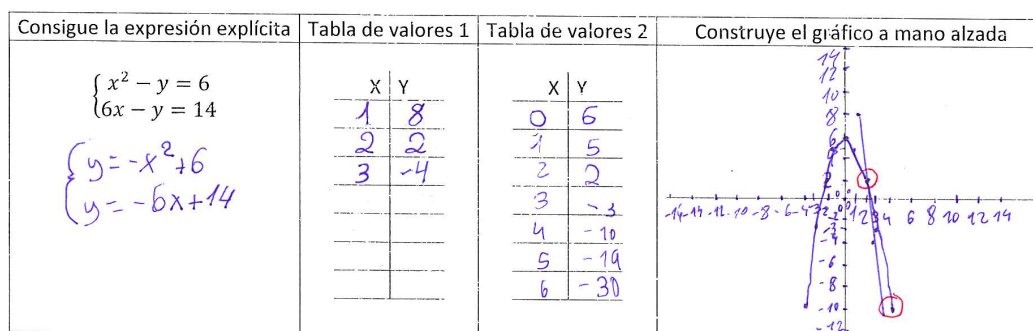 Consigue la expresión explícita | Tabla de valores 1 | Tabla de valores 2 | Construye el gráfico a mano alzada
{ x² − y = 6
6x − y = 14
{ y = -x²+6
y = -6x+14
X | Y
1 | 8
2 | 2
3 | -4
X | Y
0 | 6
1 | 5
2 | 2
3 | -3
4 | -10
5 | -19
6 | -30
14
12
10
8
6
-14 -14 -12 -10 -8 -6 -4 -3 -2 0 1 2 3 4 6 8 10 12 14
-2
-3
-4
-6
-8
-10
-12